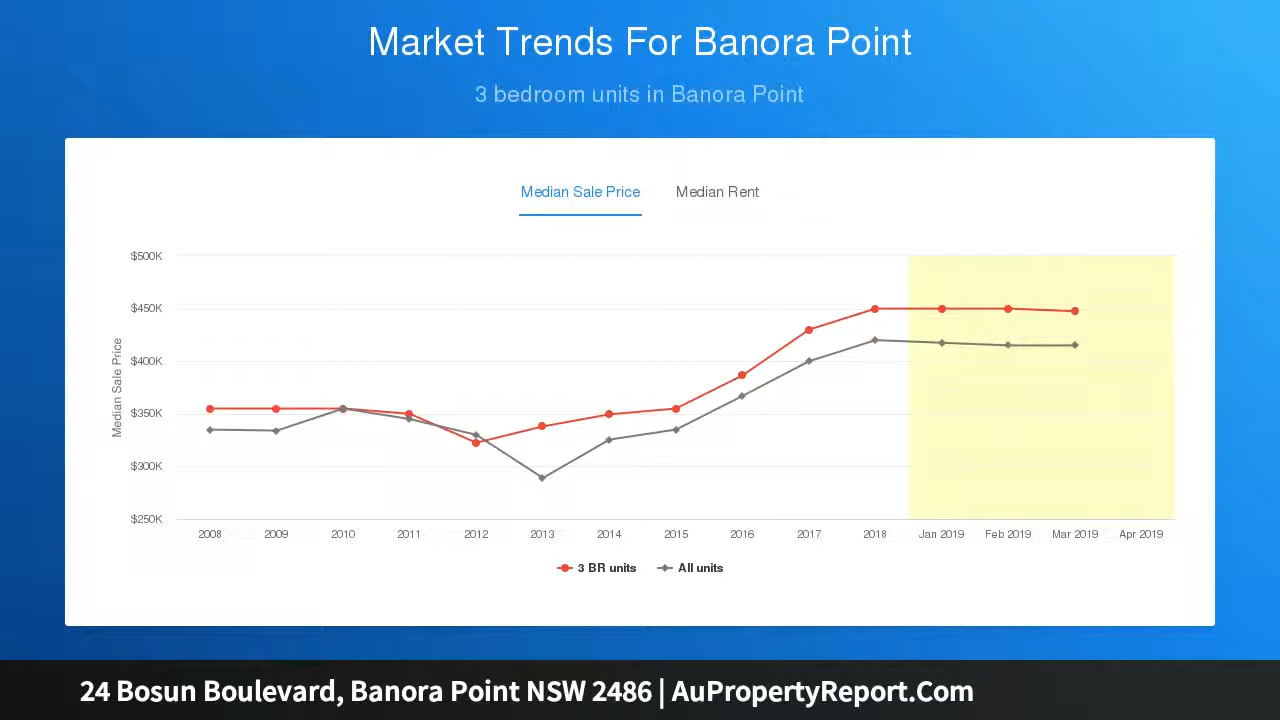 Market Trends For Banora Point
3 bedroom units in Banora Point
Median Sale Price Median Rent
$500K
$450K
$400K
$350K
$300K
$250K
Median Sale Price
2008 2009 2010 2011 2012 2013 2014 2015 2016 2017 2018 Jan 2019 Feb 2019 Mar 2019 Apr 2019
3 BR units All units
24 Bosun Boulevard, Banora Point NSW 2486 | AuPropertyReport.Com